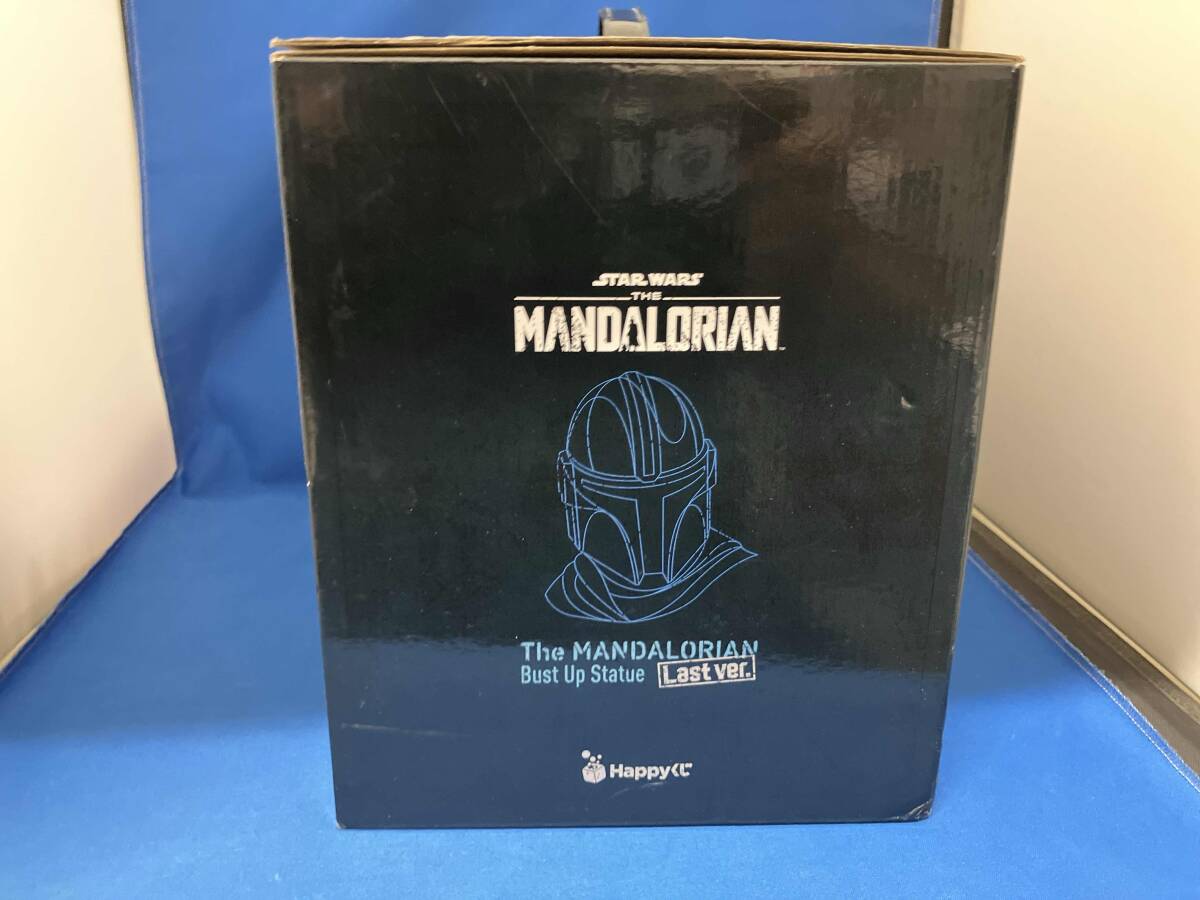 STAR WARS
THE
MANDALORIAN
The MANDALORIAN
Bust Up Statue Last ver.
Happyくじ